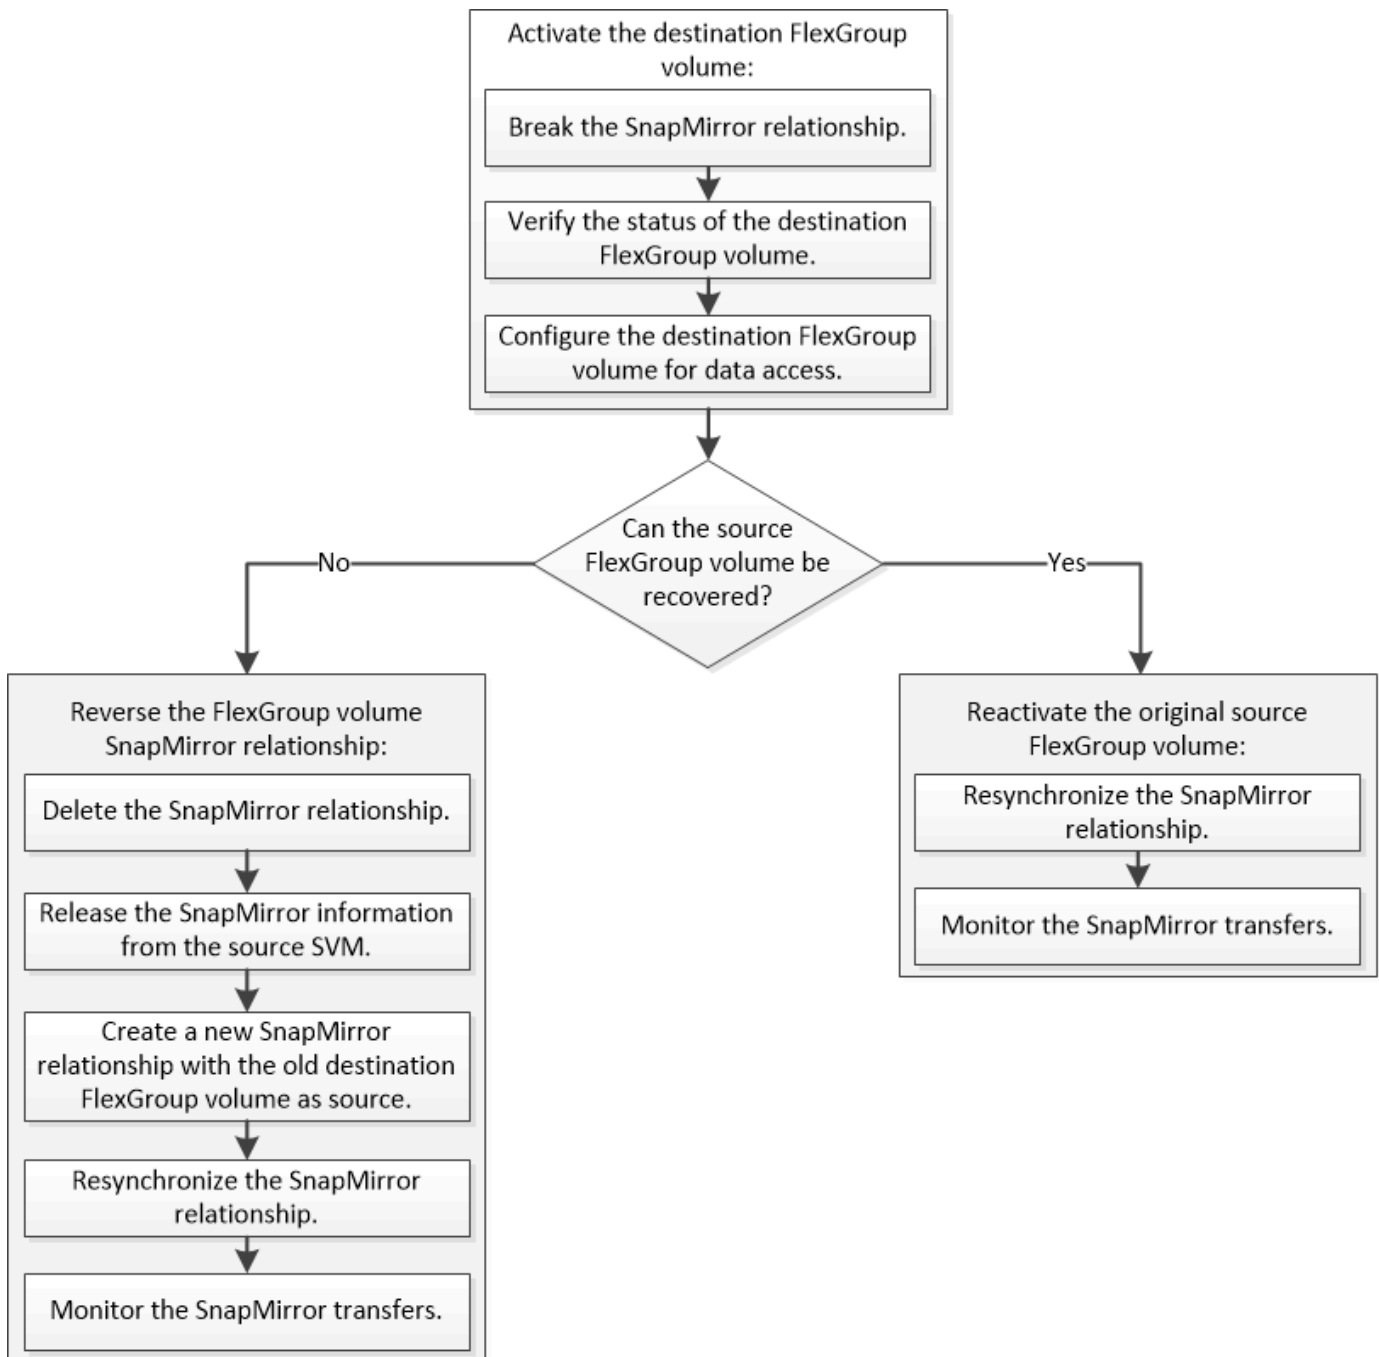 Activate the destination FlexGroup
volume:
Break the SnapMirror relationship.
Verify the status of the destination
FlexGroup volume.
Configure the destination FlexGroup
volume for data access.
Can the source
FlexGroup volume be
recovered?
No
Yes
Reverse the FlexGroup volume
SnapMirror relationship:
Delete the SnapMirror relationship.
Release the SnapMirror information
from the source SVM.
Create a new SnapMirror
relationship with the old destination
FlexGroup volume as source.
Resynchronize the SnapMirror
relationship.
Monitor the SnapMirror transfers.
Reactivate the original source
FlexGroup volume:
Resynchronize the SnapMirror
relationship.
Monitor the SnapMirror transfers.